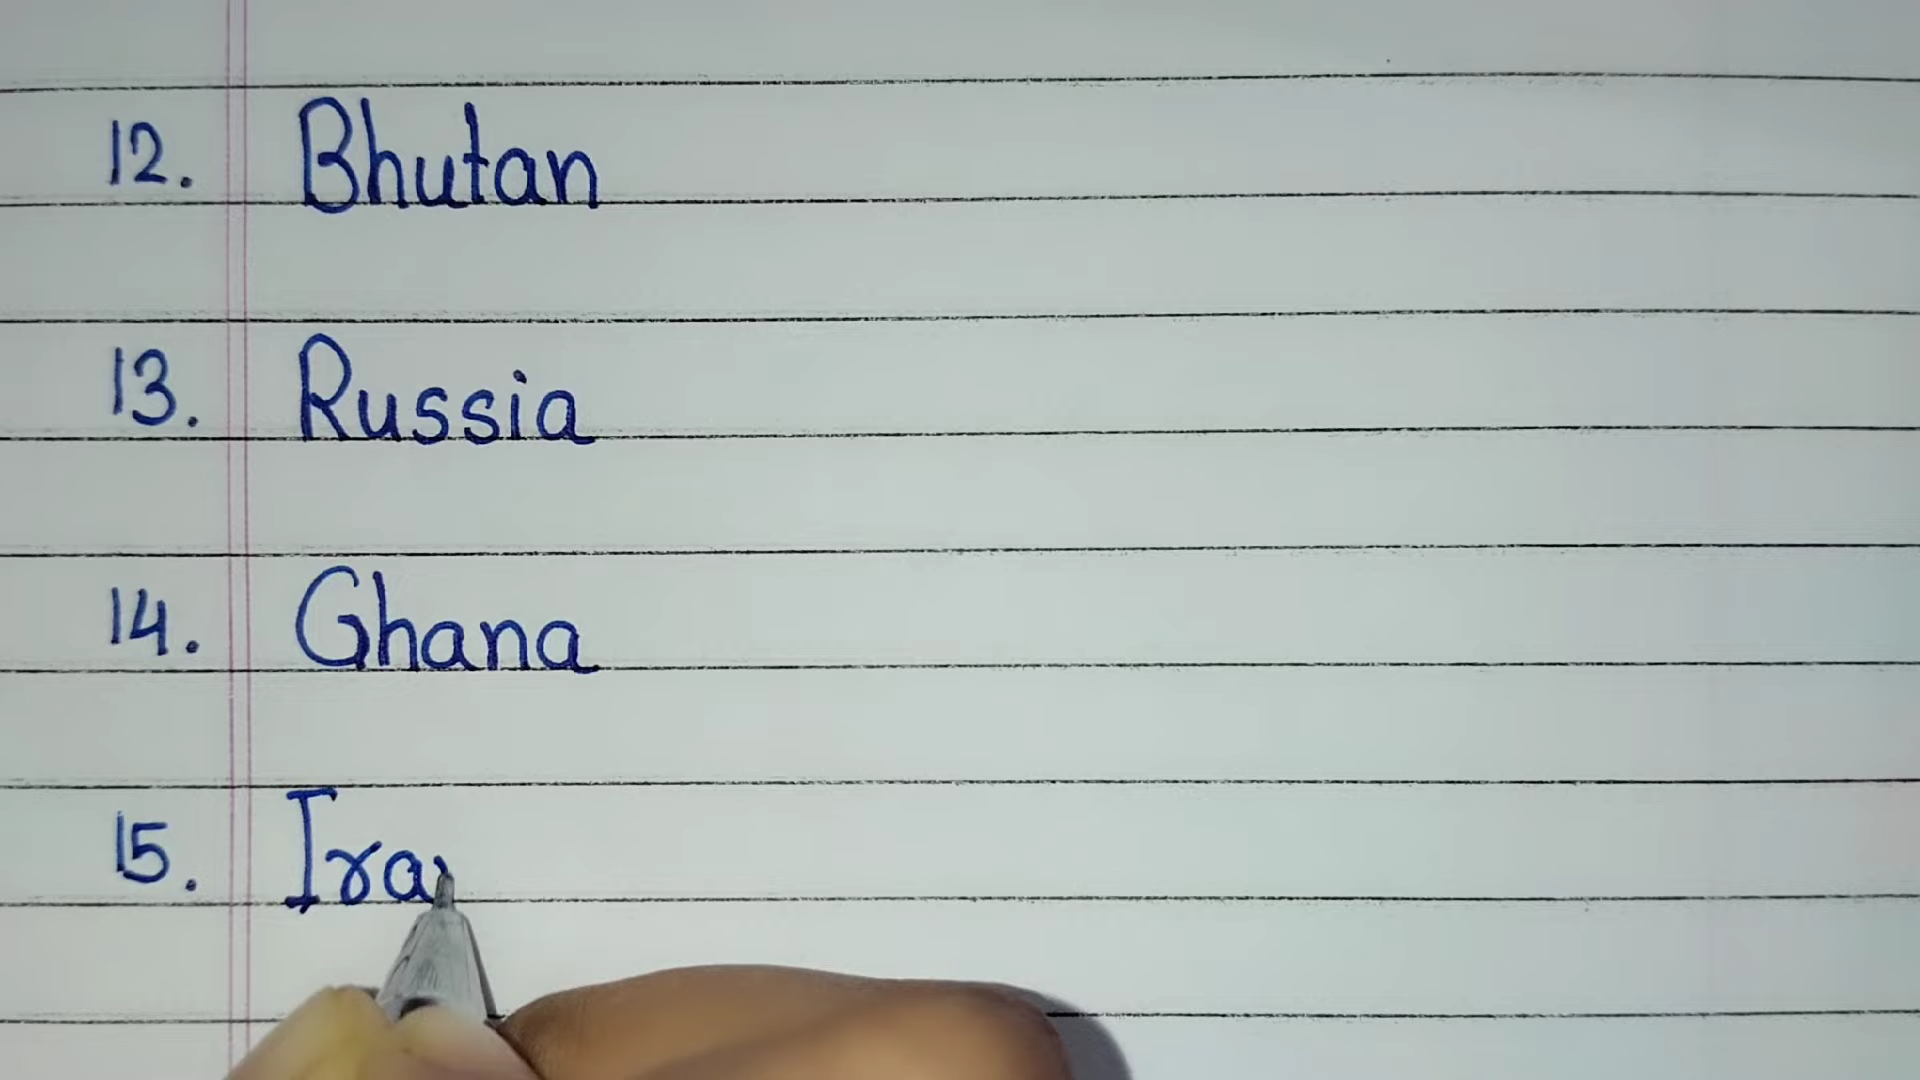 12. Bhutan
13. Russia
14. Ghana
15. Ira